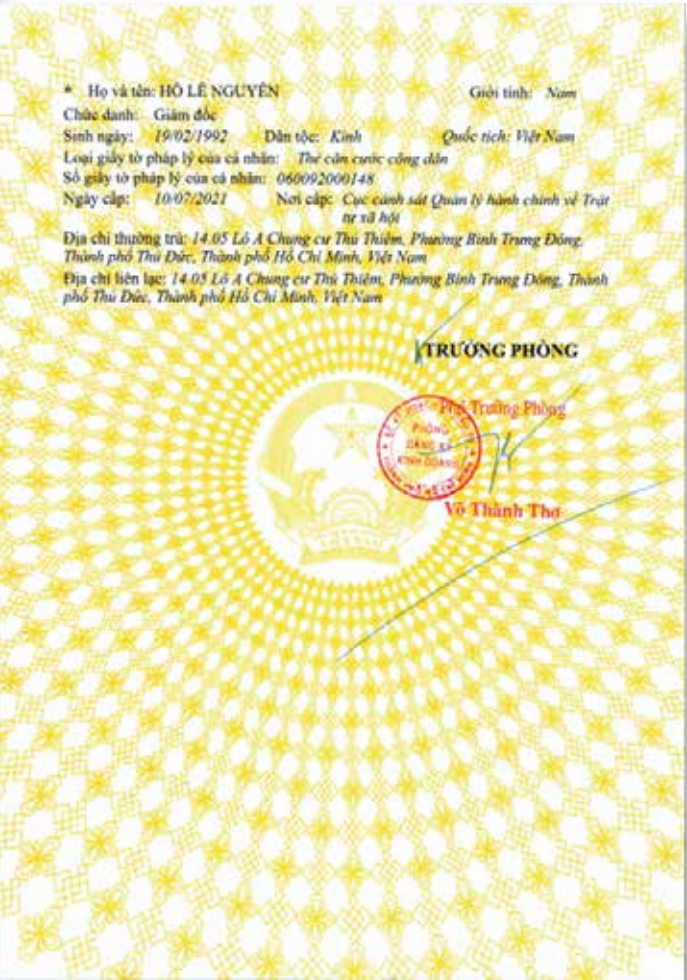 * Họ và tên: HỒ LÊ NGUYÊN Giới tính: Nam
Chức danh: Giám đốc
Sinh ngày: 19/02/1992 Dân tộc: Kinh Quốc tịch: Việt Nam
Loại giấy tờ pháp lý của cá nhân: Thẻ căn cước công dân
Số giấy tờ pháp lý của cá nhân: 060092000148
Ngày cấp: 10/07/2021 Nơi cấp: Cục cảnh sát Quản lý hành chính về Trật
tự xã hội
Địa chỉ thường trú: 14.05 Lô A Chung cư Thủ Thiêm, Phường Bình Trưng Đông,
Thành phố Thủ Đức, Thành phố Hồ Chí Minh, Việt Nam
Địa chỉ liên lạc: 14.05 Lô A Chung cư Thủ Thiêm, Phường Bình Trưng Đông, Thành
phố Thủ Đức, Thành phố Hồ Chí Minh, Việt Nam
TRƯỞNG PHÒNG
Phó Trưởng Phòng
PHÒNG
ĐĂNG KÝ
KINH DOANH
Võ Thành Thơ